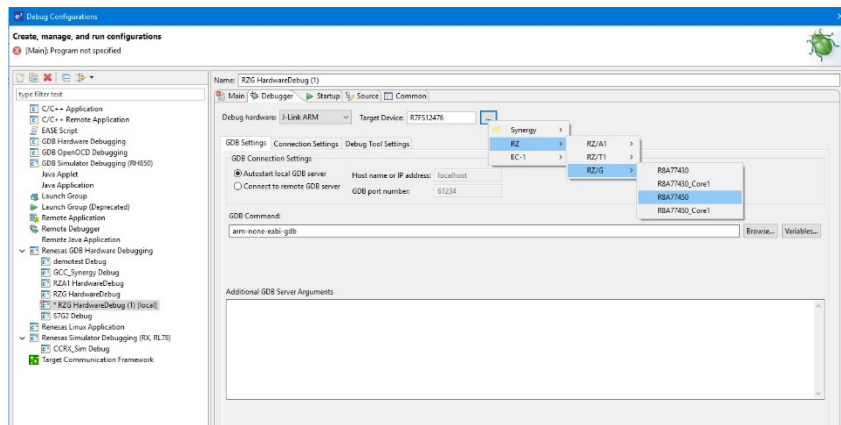 Debug Configurations
Create, manage, and run configurations
[Main]: Program not specified
type filter text
C/C++ Application
C/C++ Remote Application
EASE Script
GDB Hardware Debugging
GDB OpenOCD Debugging
GDB Simulator Debugging (RH850)
Java Applet
Java Application
Launch Group
Launch Group (Deprecated)
Remote Application
Remote Debugger
Remote Java Application
Renesas GDB Hardware Debugging
demotest Debug
GCC_Synergy Debug
RZA1 HardwareDebug
RZG HardwareDebug
* RZG HardwareDebug (1) [local]
S7G2 Debug
Renesas Linux Application
Renesas Simulator Debugging (RX, RL78)
CCRX_Sim Debug
Target Communication Framework
Name: RZG HardwareDebug (1)
Main Debugger Startup Source Common
Debug hardware: J-Link ARM Target Device: R7FS12476 ...
Synergy
RZ
EC-1
RZ/A1
RZ/T1
RZ/G
R8A77430
R8A77430_Core1
R8A77450
R8A77450_Core1
GDB Settings Connection Settings Debug Tool Settings
GDB Connection Settings
Autostart local GDB server Host name or IP address: localhost
Connect to remote GDB server GDB port number: 61234
GDB Command:
arm-none-eabi-gdb Browse... Variables...
Additional GDB Server Arguments